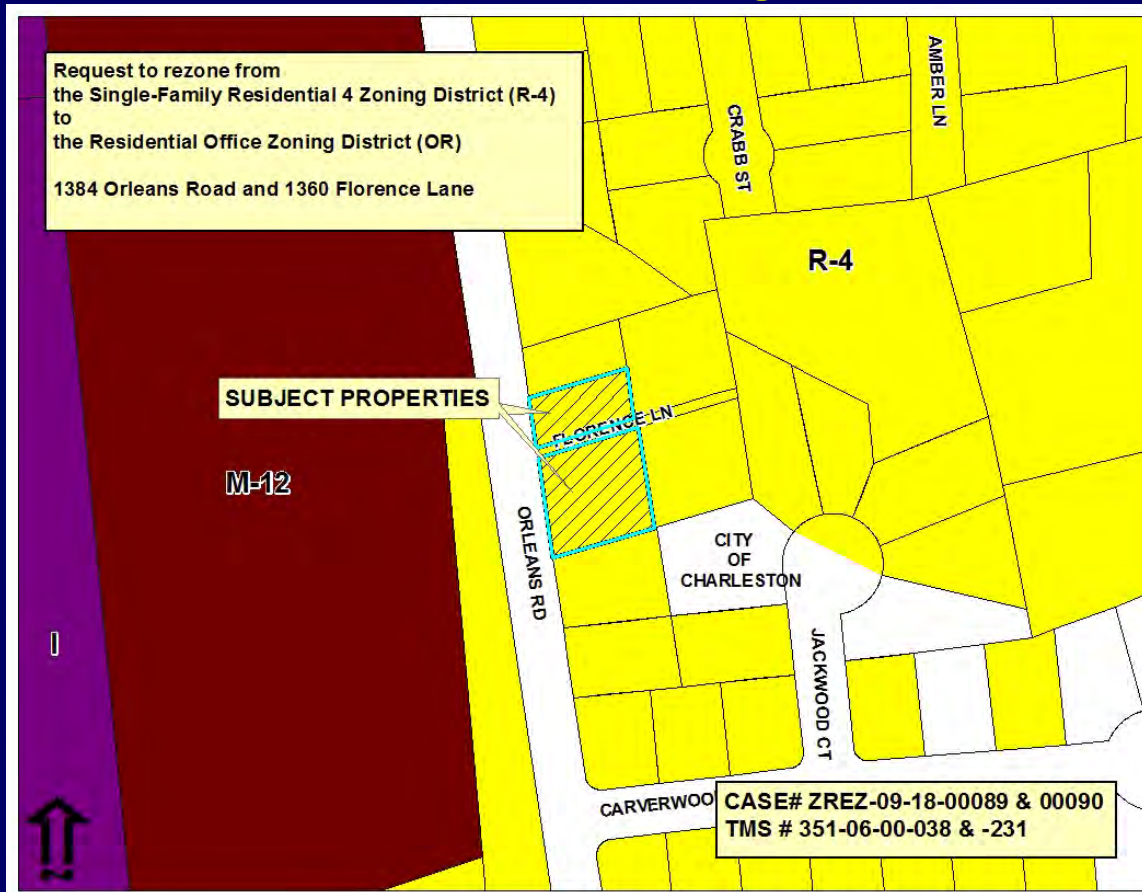 Request to rezone from
the Single-Family Residential 4 Zoning District (R-4)
to
the Residential Office Zoning District (OR)
1384 Orleans Road and 1360 Florence Lane
AMBER LN
CRABB ST
R-4
SUBJECT PROPERTIES
FLORENCE LN
M-12
ORLEANS RD
CITY
OF
CHARLESTON
I
JACKWOOD CT
CASE# ZREZ-09-18-00089 & 00090
TMS # 351-06-00-038 & -231